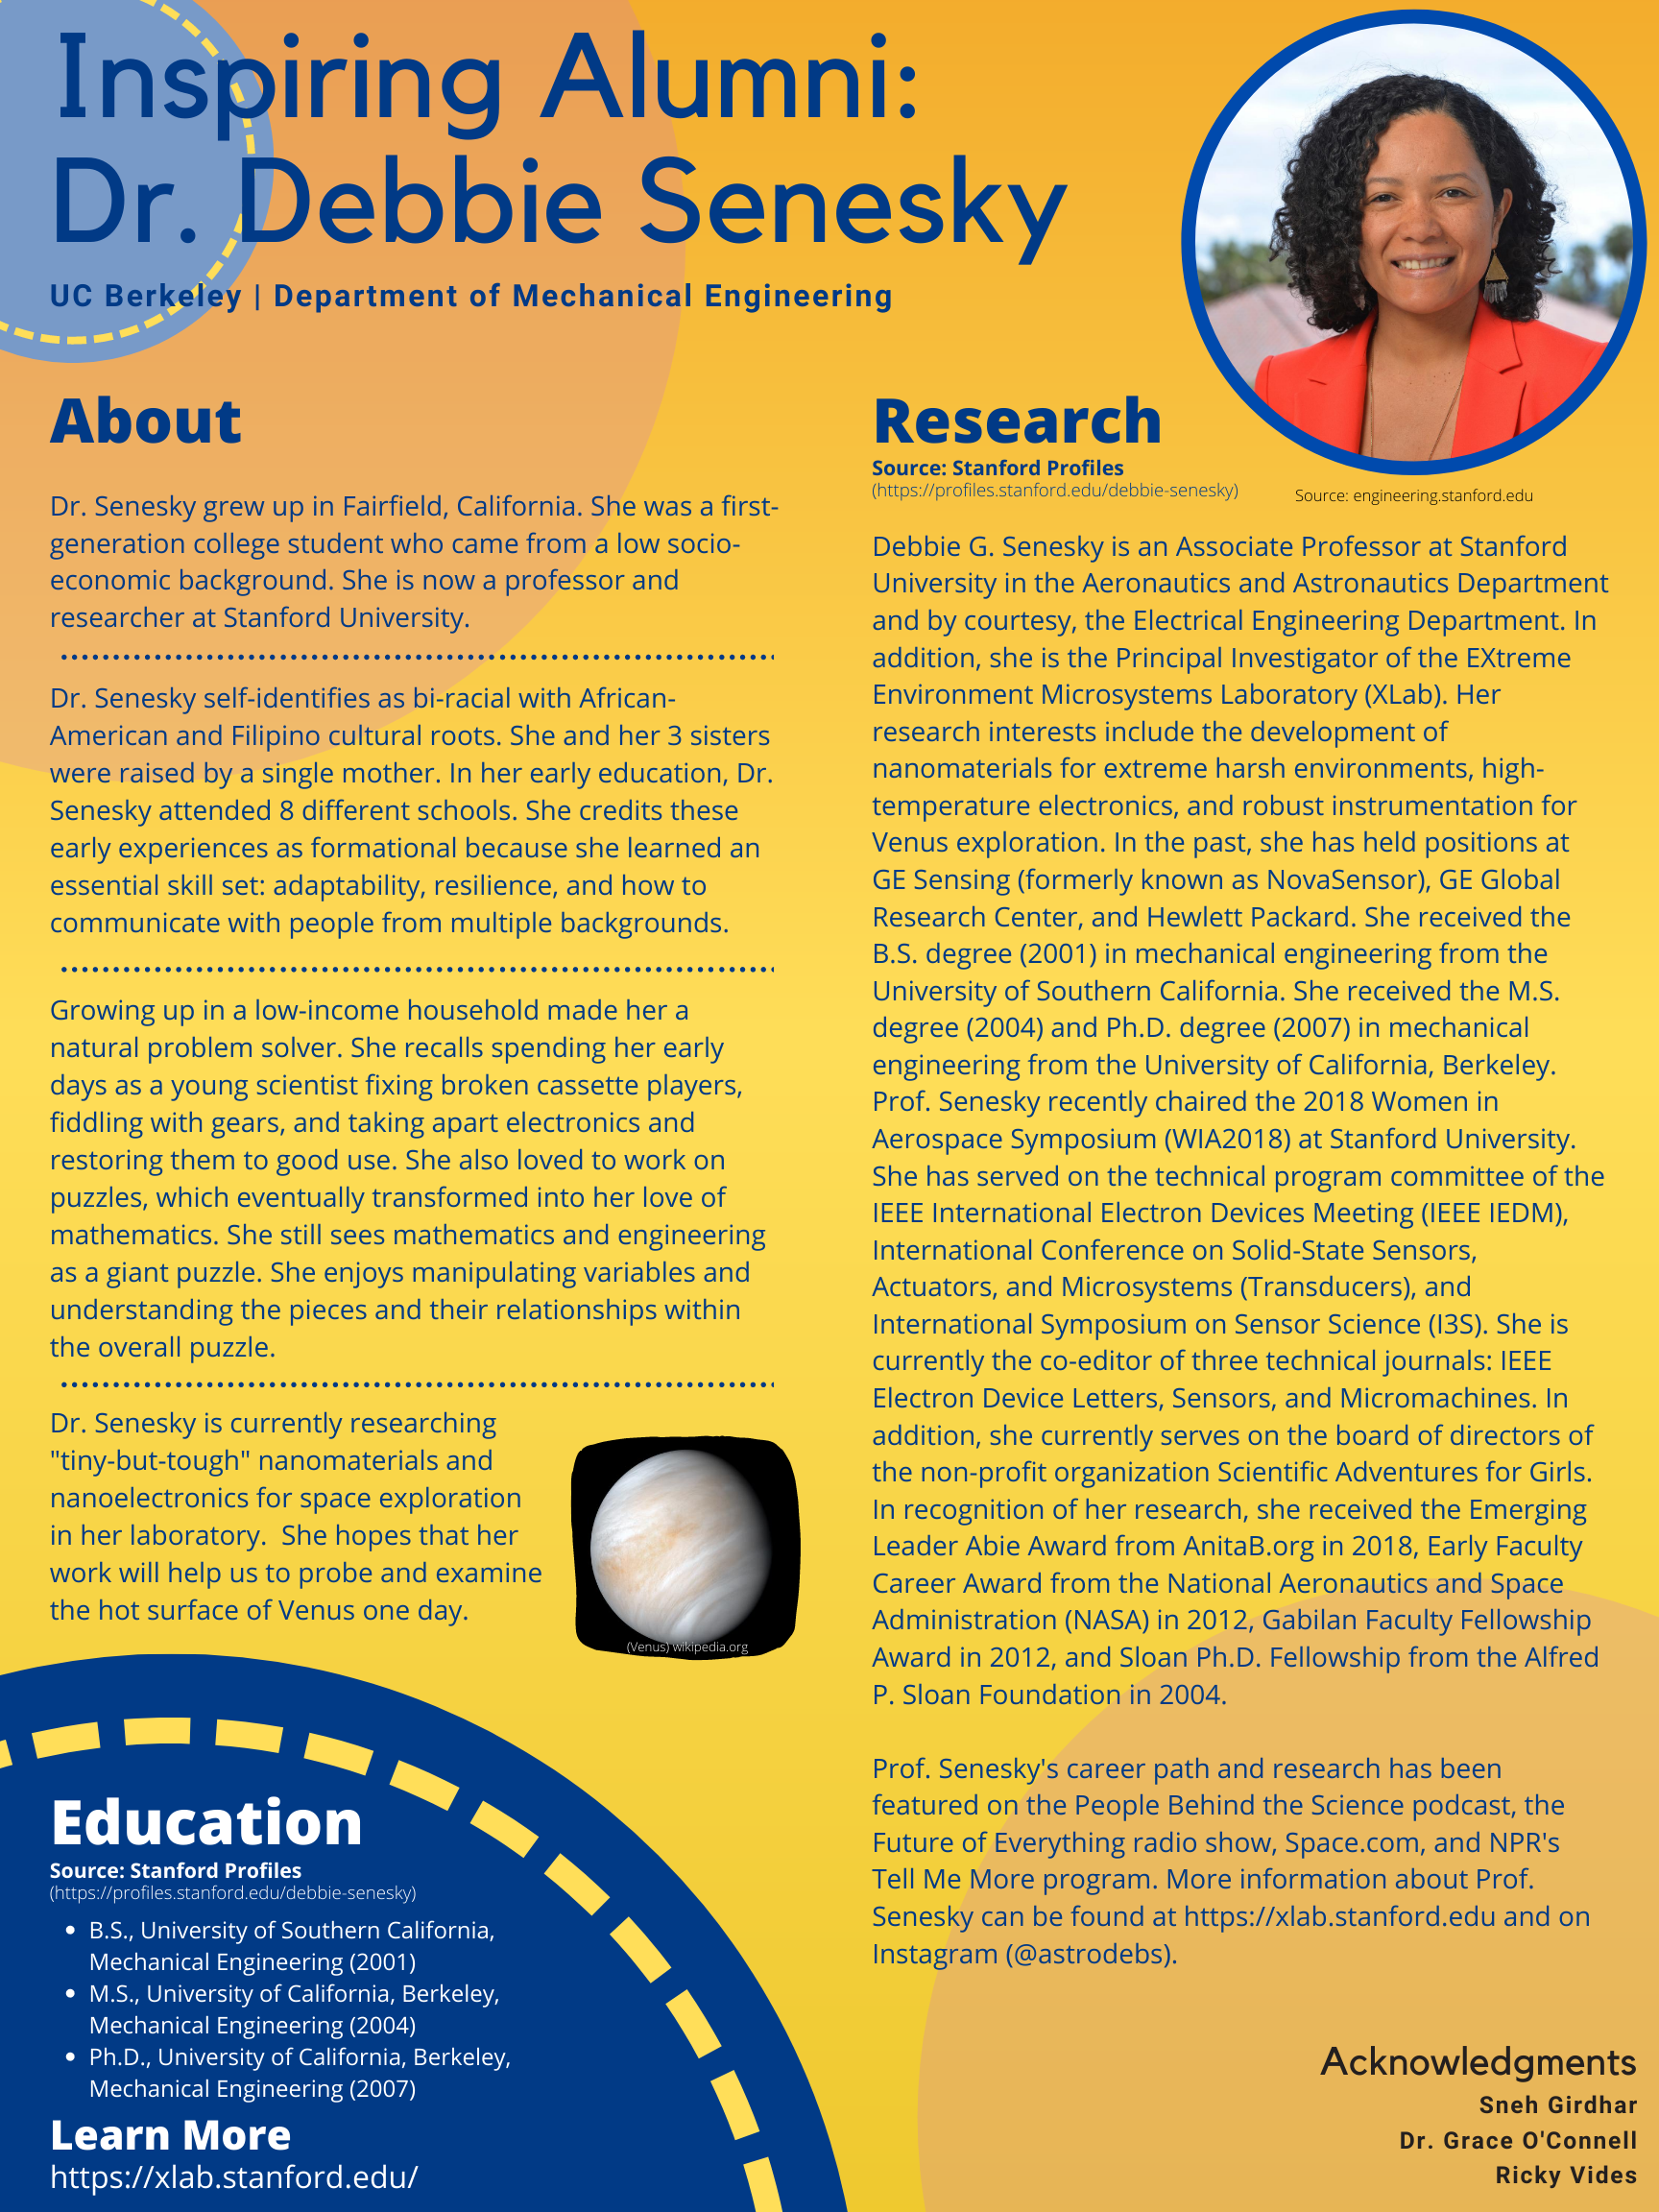 Inspiring Alumni:
Dr. Debbie Senesky
UC Berkeley | Department of Mechanical Engineering
About
Dr. Senesky grew up in Fairfield, California. She was a first-
generation college student who came from a low socio-
economic background. She is now a professor and
researcher at Stanford University.
Dr. Senesky self-identifies as bi-racial with African-
American and Filipino cultural roots. She and her 3 sisters
were raised by a single mother. In her early education, Dr.
Senesky attended 8 different schools. She credits these
early experiences as formational because she learned an
essential skill set: adaptability, resilience, and how to
communicate with people from multiple backgrounds.
Growing up in a low-income household made her a
natural problem solver. She recalls spending her early
days as a young scientist fixing broken cassette players,
fiddling with gears, and taking apart electronics and
restoring them to good use. She also loved to work on
puzzles, which eventually transformed into her love of
mathematics. She still sees mathematics and engineering
as a giant puzzle. She enjoys manipulating variables and
understanding the pieces and their relationships within
the overall puzzle.
Dr. Senesky is currently researching
"tiny-but-tough" nanomaterials and
nanoelectronics for space exploration
in her laboratory.  She hopes that her
work will help us to probe and examine
the hot surface of Venus one day.
(Venus) wikipedia.org
Education
Source: Stanford Profiles
(https://profiles.stanford.edu/debbie-senesky)
• B.S., University of Southern California,
Mechanical Engineering (2001)
• M.S., University of California, Berkeley,
Mechanical Engineering (2004)
• Ph.D., University of California, Berkeley,
Mechanical Engineering (2007)
Learn More
https://xlab.stanford.edu/
Research
Source: Stanford Profiles
(https://profiles.stanford.edu/debbie-senesky)
Source: engineering.stanford.edu
Debbie G. Senesky is an Associate Professor at Stanford
University in the Aeronautics and Astronautics Department
and by courtesy, the Electrical Engineering Department. In
addition, she is the Principal Investigator of the EXtreme
Environment Microsystems Laboratory (XLab). Her
research interests include the development of
nanomaterials for extreme harsh environments, high-
temperature electronics, and robust instrumentation for
Venus exploration. In the past, she has held positions at
GE Sensing (formerly known as NovaSensor), GE Global
Research Center, and Hewlett Packard. She received the
B.S. degree (2001) in mechanical engineering from the
University of Southern California. She received the M.S.
degree (2004) and Ph.D. degree (2007) in mechanical
engineering from the University of California, Berkeley.
Prof. Senesky recently chaired the 2018 Women in
Aerospace Symposium (WIA2018) at Stanford University.
She has served on the technical program committee of the
IEEE International Electron Devices Meeting (IEEE IEDM),
International Conference on Solid-State Sensors,
Actuators, and Microsystems (Transducers), and
International Symposium on Sensor Science (I3S). She is
currently the co-editor of three technical journals: IEEE
Electron Device Letters, Sensors, and Micromachines. In
addition, she currently serves on the board of directors of
the non-profit organization Scientific Adventures for Girls.
In recognition of her research, she received the Emerging
Leader Abie Award from AnitaB.org in 2018, Early Faculty
Career Award from the National Aeronautics and Space
Administration (NASA) in 2012, Gabilan Faculty Fellowship
Award in 2012, and Sloan Ph.D. Fellowship from the Alfred
P. Sloan Foundation in 2004.
Prof. Senesky's career path and research has been
featured on the People Behind the Science podcast, the
Future of Everything radio show, Space.com, and NPR's
Tell Me More program. More information about Prof.
Senesky can be found at https://xlab.stanford.edu and on
Instagram (@astrodebs).
Acknowledgments
Sneh Girdhar
Dr. Grace O'Connell
Ricky Vides